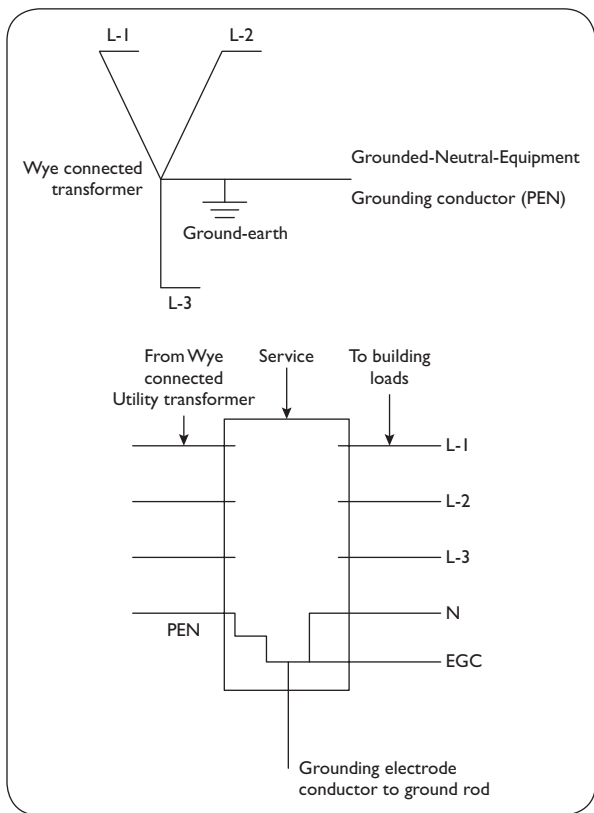 L-1
L-2
Wye connected
transformer
Grounded-Neutral-Equipment
Grounding conductor (PEN)
Ground-earth
L-3
From Wye
connected
Utility transformer
Service
To building
loads
L-1
L-2
L-3
PEN
N
EGC
Grounding electrode
conductor to ground rod